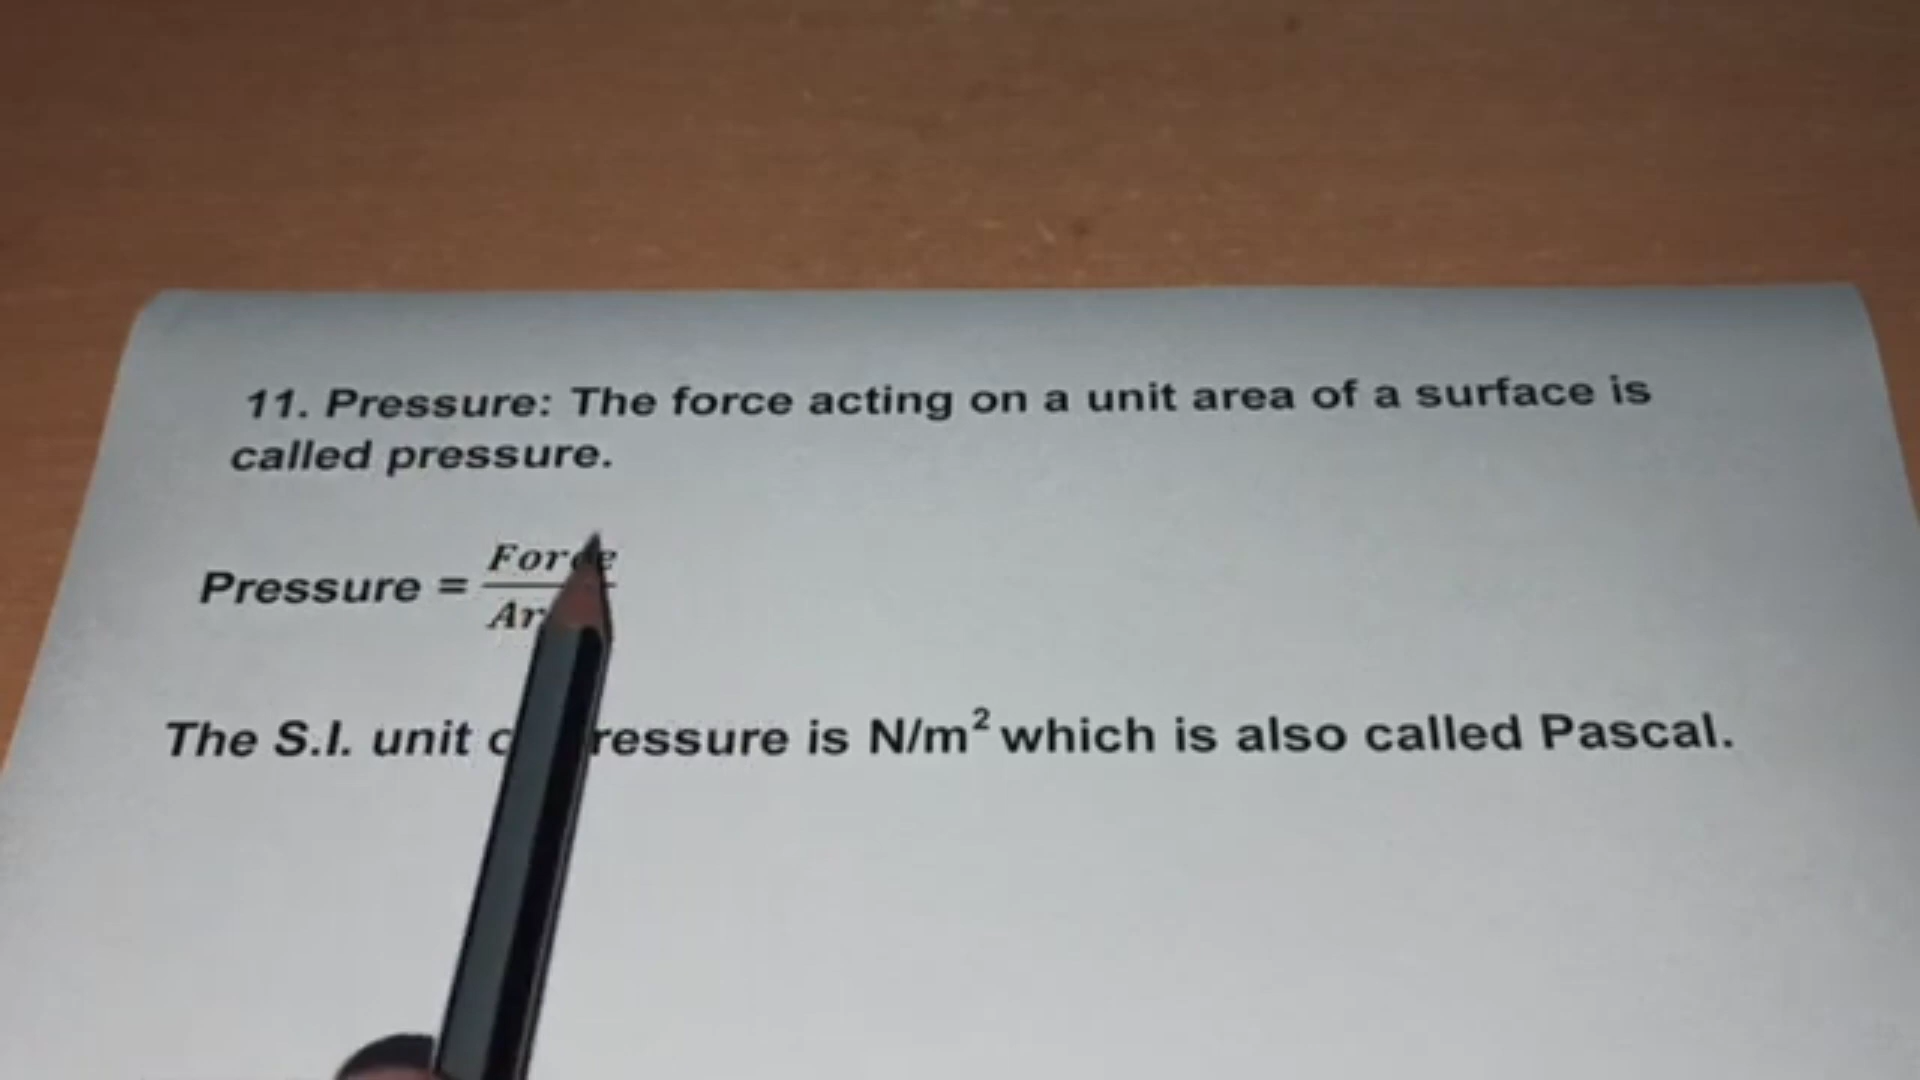 11. Pressure: The force acting on a unit area of a surface is
called pressure.
Pressure = Force
The S.I. unit ressure is N/m² which is also called Pascal.